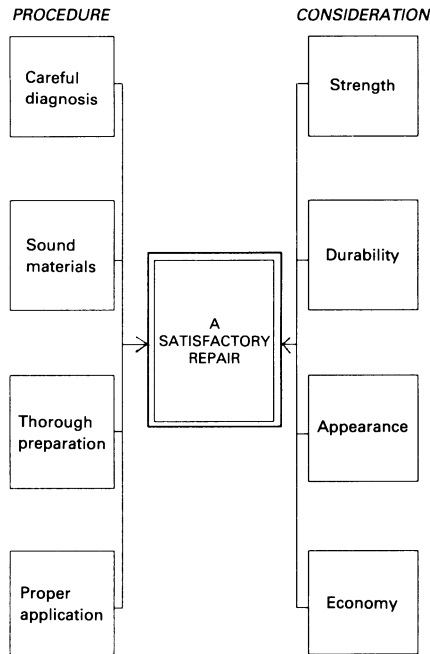 PROCEDURE
CONSIDERATION
Careful
diagnosis
Strength
Sound
materials
Durability
A
SATISFACTORY
REPAIR
Thorough
preparation
Appearance
Proper
application
Economy